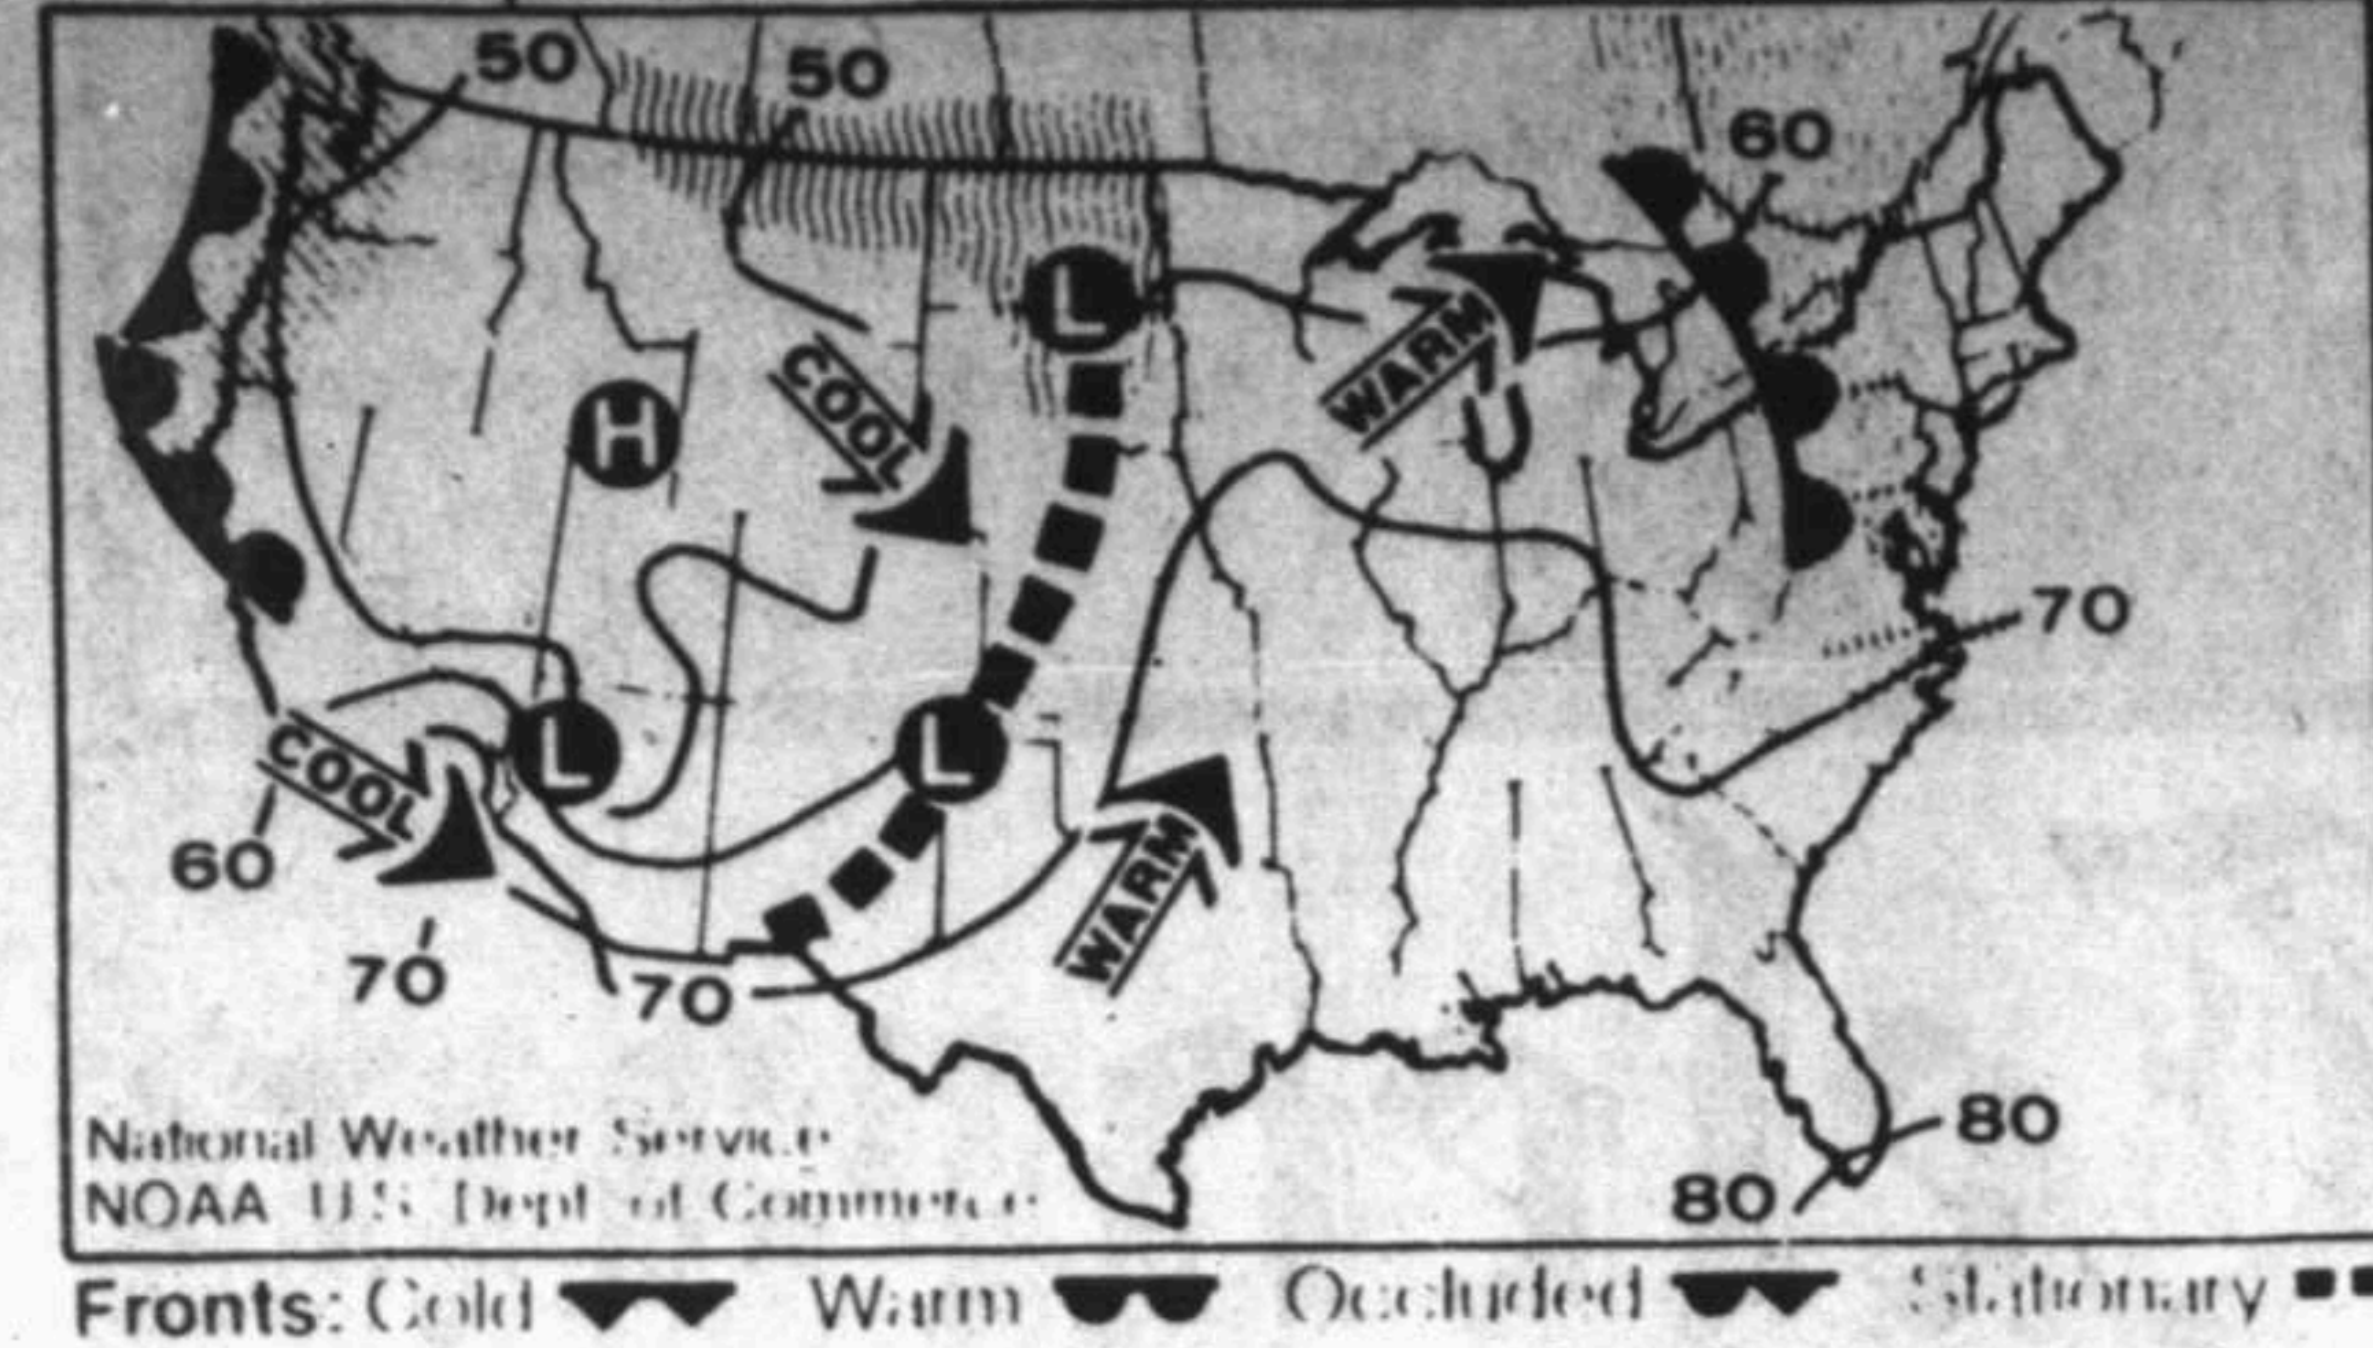 50 50
60
L
WARM
COOL
H
70
L L
COOL
WARM
60
70 70
80
National Weather Service
80
NOAA U.S. Dept of Commerce
Fronts: Cold Warm Occluded Stationary